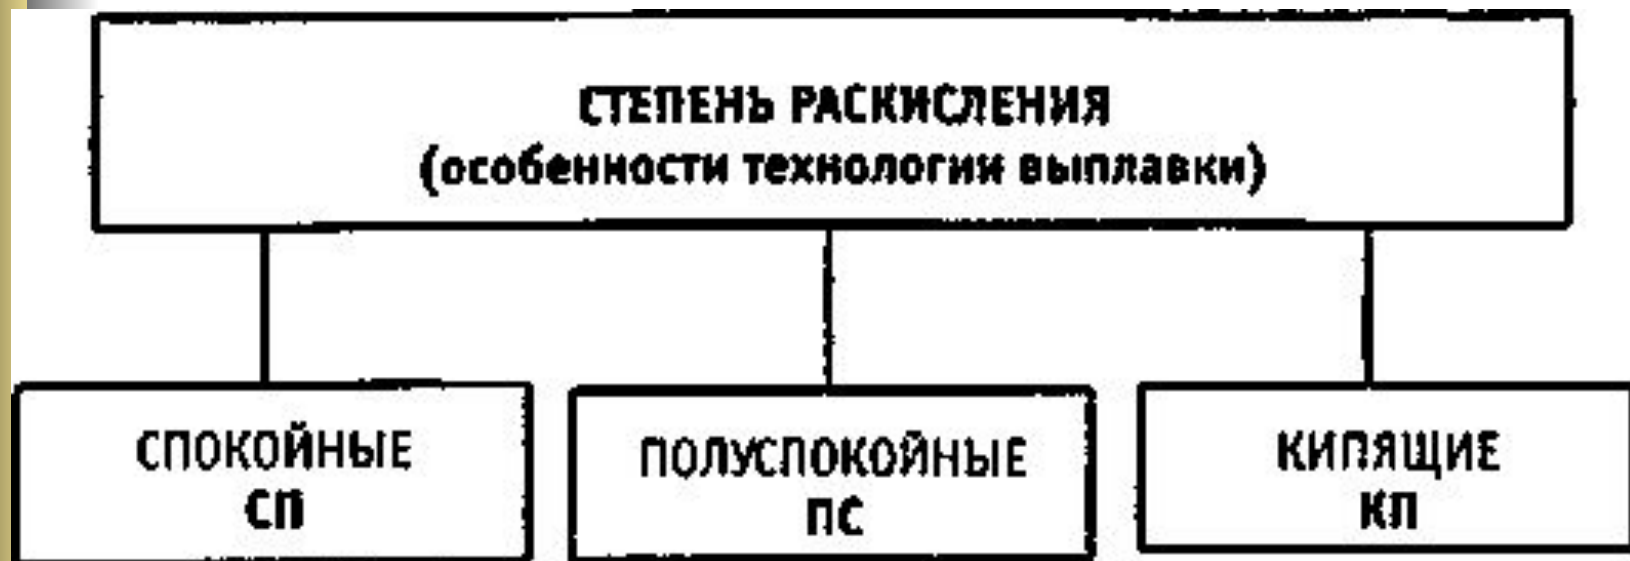 СТЕПЕНЬ РАСКИСЛЕНИЯ
(особенности технологии выплавки)
СПОКОЙНЫЕ
СП
ПОЛУСПОКОЙНЫЕ
ПС
КИПЯЩИЕ
КП